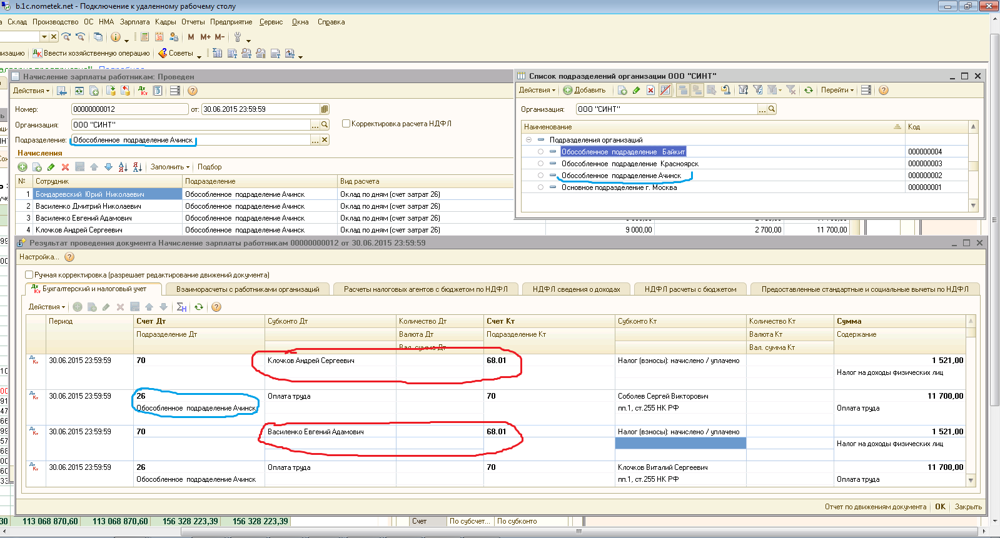 b.1c.nometek.net - Подключение к удаленному рабочему столу
Склад Производство ОС НМА Зарплата Кадры Отчеты Предприятие Сервис Окна Справка
M M+ M-
Ввести хозяйственную операцию Советы
Начисление зарплаты работникам: Проведен
Действия
Номер: 00000000012 от: 30.06.2015 23:59:59
Организация: ООО "СИНТ" Корректировка расчета НДФЛ
Подразделение: Обособленное подраделение Ачинск
Начисления
Заполнить Подбор
№ Сотрудник Подразделение Вид расчета
1 Бондаревский Юрий Николаевич Обособленное подраделение Ачинск Оклад по дням (счет затрат 26)
2 Василенко Дмитрий Николаевич Обособленное подраделение Ачинск Оклад по дням (счет затрат 26)
3 Василенко Евгений Адамович Обособленное подраделение Ачинск Оклад по дням (счет затрат 26)
4 Клочков Андрей Сергеевич Обособленное подраделение Ачинск Оклад по дням (счет затрат 26) 9 000,00 2 700,00 11 700,00
Список подразделений организации ООО "СИНТ"
Действия Добавить Перейти
Организация: ООО "СИНТ"
Наименование Код
Подразделения организаций
Обособленное подраделение Байкит 000000004
Обособленное подраделение Красноярск 000000003
Обособленное подраделение Ачинск 000000002
Основное подразделение г. Москва 000000001
Результат проведения документа Начисление зарплаты работникам 00000000012 от 30.06.2015 23:59:59
Настройка...
Ручная корректировка (разрешает редактирование движений документа)
Бухгалтерский и налоговый учет Взаиморасчеты с работниками организаций Расчеты налоговых агентов с бюджетом по НДФЛ НДФЛ сведения о доходах НДФЛ расчеты с бюджетом Предоставленные стандартные и социальные вычеты по НДФЛ
Действия
Период Счет Дт Субконто Дт Количество Дт Счет Кт Субконто Кт Количество Кт Сумма
Подразделение Дт Валюта Дт Подразделение Кт Валюта Кт Содержание
Вал. сумма Дт Вал. сумма Кт
30.06.2015 23:59:59 70 Клочков Андрей Сергеевич 68.01 Налог (взносы): начислено / уплачено 1 521,00
Налог на доходы физических лиц
30.06.2015 23:59:59 26 Оплата труда 70 Соболев Сергей Викторович 11 700,00
Обособленное подраделение Ачинск пп.1, ст.255 НК РФ Оплата труда
30.06.2015 23:59:59 70 Василенко Евгений Адамович 68.01 Налог (взносы): начислено / уплачено 1 521,00
Налог на доходы физических лиц
30.06.2015 23:59:59 26 Оплата труда 70 Клочков Виталий Сергеевич 11 700,00
Обособленное подраделение Ачинск пп.1, ст.255 НК РФ Оплата труда
Отчет по движениям документа OK Закрыть
113 068 870,60 113 068 870,60 156 328 223,39 156 328 223,39 Счет По субсчет... По субконто